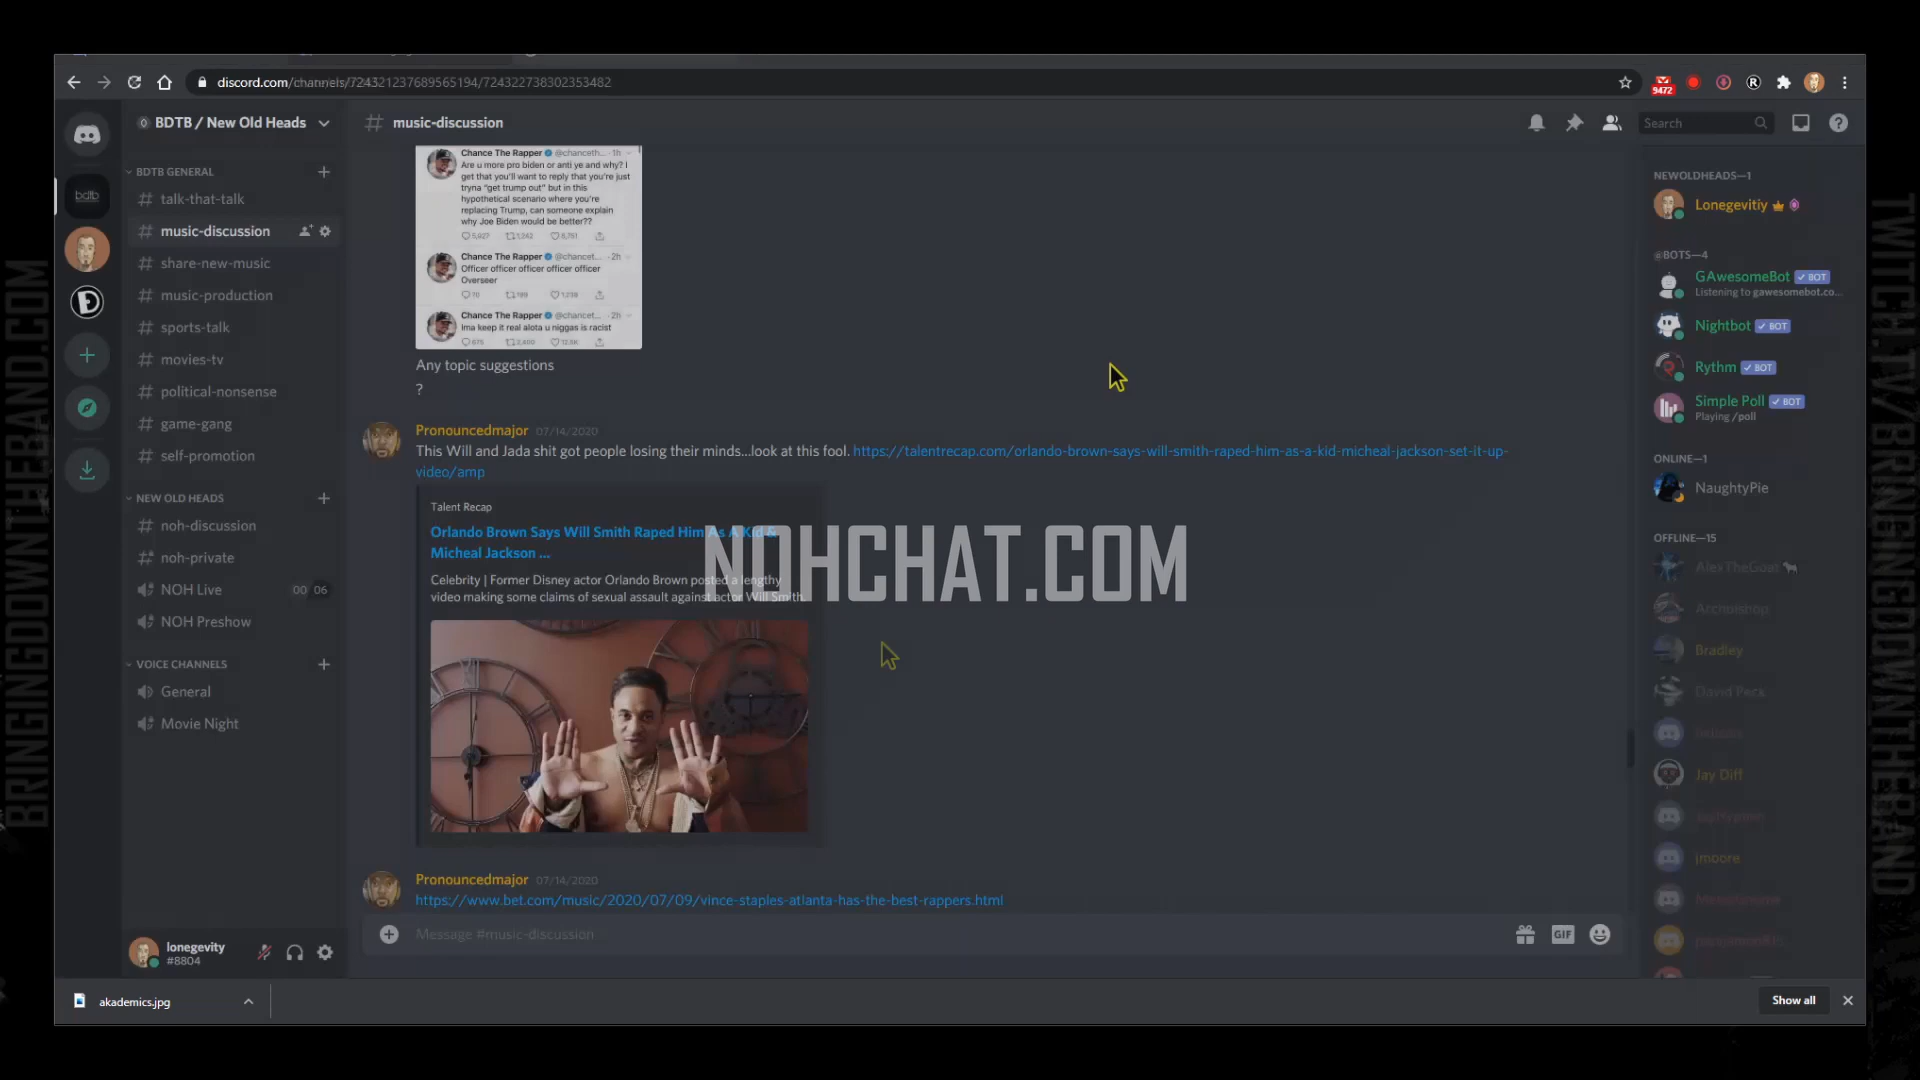 discord.com/channels/724321237689565194/724322738302353482
9472
BDTB / New Old Heads
music-discussion
Search
BDTB GENERAL
talk-that-talk
music-discussion
share-new-music
music-production
sports-talk
movies-tv
political-nonsense
game-gang
self-promotion
NEW OLD HEADS
noh-discussion
noh-private
NOH Live 00 06
NOH Preshow
VOICE CHANNELS
General
Movie Night
lonegevity
#8804
bdtb
Chance The Rapper @chanceth... · 1h
Are u more pro biden or anti ye and why? I
get that you'll want to reply that you're just
tryna "get trump out" but in this
hypothetical scenario where you're
replacing Trump, can someone explain
why Joe Biden would be better??
5,927 1,242 6,751
Chance The Rapper @chancet... · 2h
Officer officer officer officer officer
Overseer
70 199 1,238
Chance The Rapper @chancet... · 2h
Ima keep it real alota u niggas is racist
675 2,400 12.6K
Any topic suggestions
?
Pronouncedmajor 07/14/2020
This Will and Jada shit got people losing their minds...look at this fool. https://talentrecap.com/orlando-brown-says-will-smith-raped-him-as-a-kid-micheal-jackson-set-it-up-
video/amp
Talent Recap
Orlando Brown Says Will Smith Raped Him As A Kid &
Micheal Jackson ...
Celebrity | Former Disney actor Orlando Brown posted a lengthy
video making some claims of sexual assault against actor Will Smith.
NOHCHAT.COM
Pronouncedmajor 07/14/2020
https://www.bet.com/music/2020/07/09/vince-staples-atlanta-has-the-best-rappers.html
Message #music-discussion
GIF
NEWOLDHEADS—1
Lonegevitiy
@BOTS—4
GAwesomeBot BOT
Listening to gawesomebot.co...
Nightbot BOT
Rythm BOT
Simple Poll BOT
Playing /poll
ONLINE—1
NaughtyPie
OFFLINE—15
AlexTheGoat
Archbishop
Bradley
David Peck
Jay Diff
jmoore
akademics.jpg
Show all
BRINGINGDOWNTHEBAND.COM
TWITCH.TV/BRINGINGDOWNTHEBAND